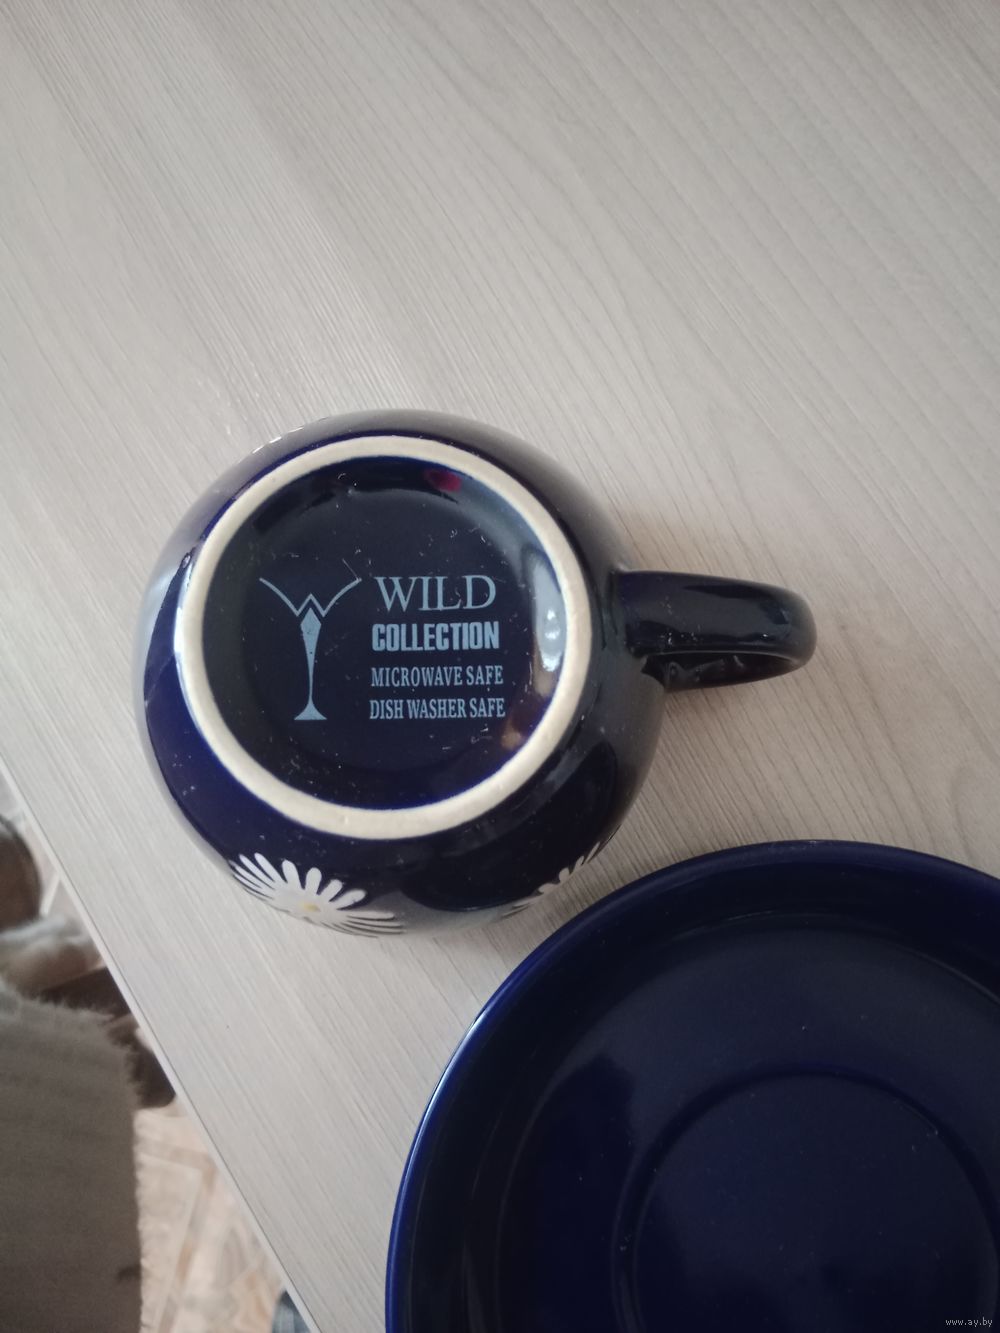 WILD
COLLECTION
MICROWAVE SAFE
DISH WASHER SAFE
www.ay.by